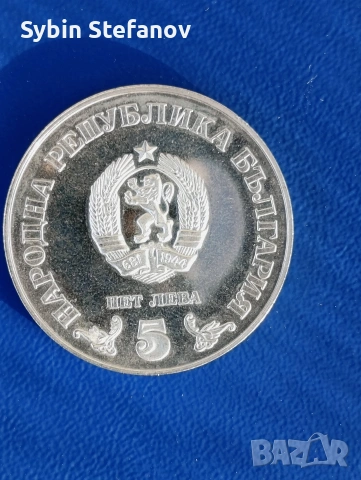 Sybin Stefanov
НАРОДНА РЕПУБЛИКА БЪЛГАРИЯ
681 1944
ПЕТ ЛЕВА
5
BAZAR